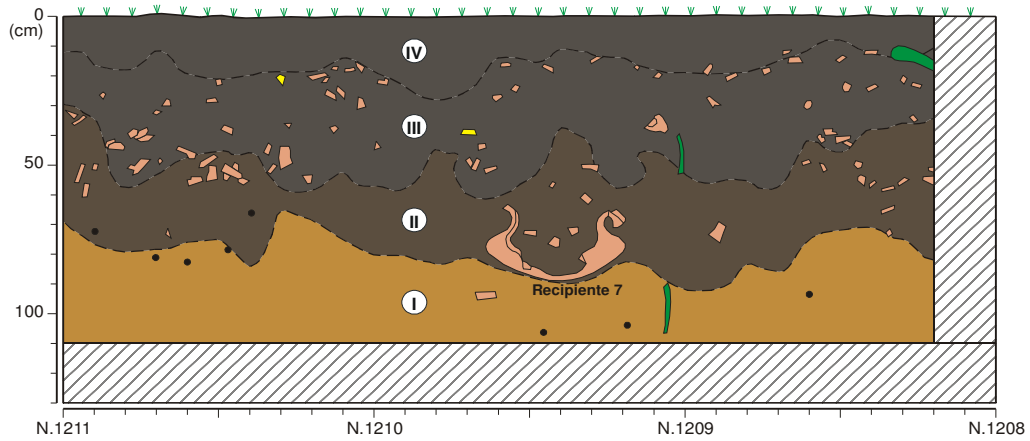 0
(cm)
IV
III
50
II
Recipiente 7
I
100
N.1211
N.1210
N.1209
N.1208